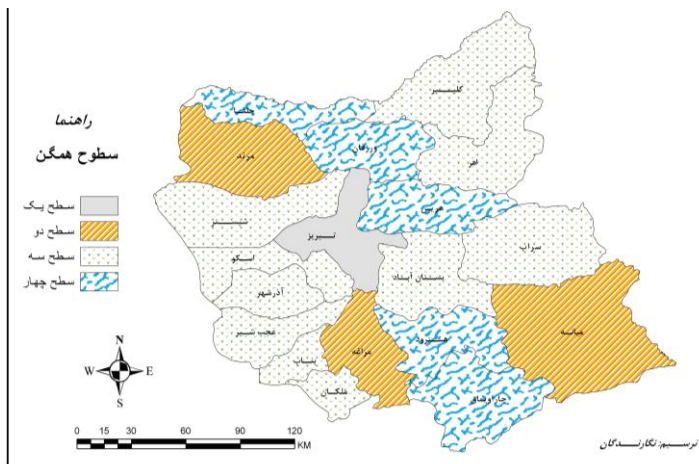 راهنما
سطوح همگن
سطح یک
سطح دو
سطح سه
سطح چهار
کلیبر
جلفا
ورزقان
مرند
اهر
هریس
شبستر
تبریز
سراب
اسکو
بستان آباد
آذرشهر
عجب شیر
هشترود
میانه
مراغه
بناب
ملکان
چاراویماق
N
W
E
S
0 15 30 60 90 120
KM
ترسیم: نگارندگان